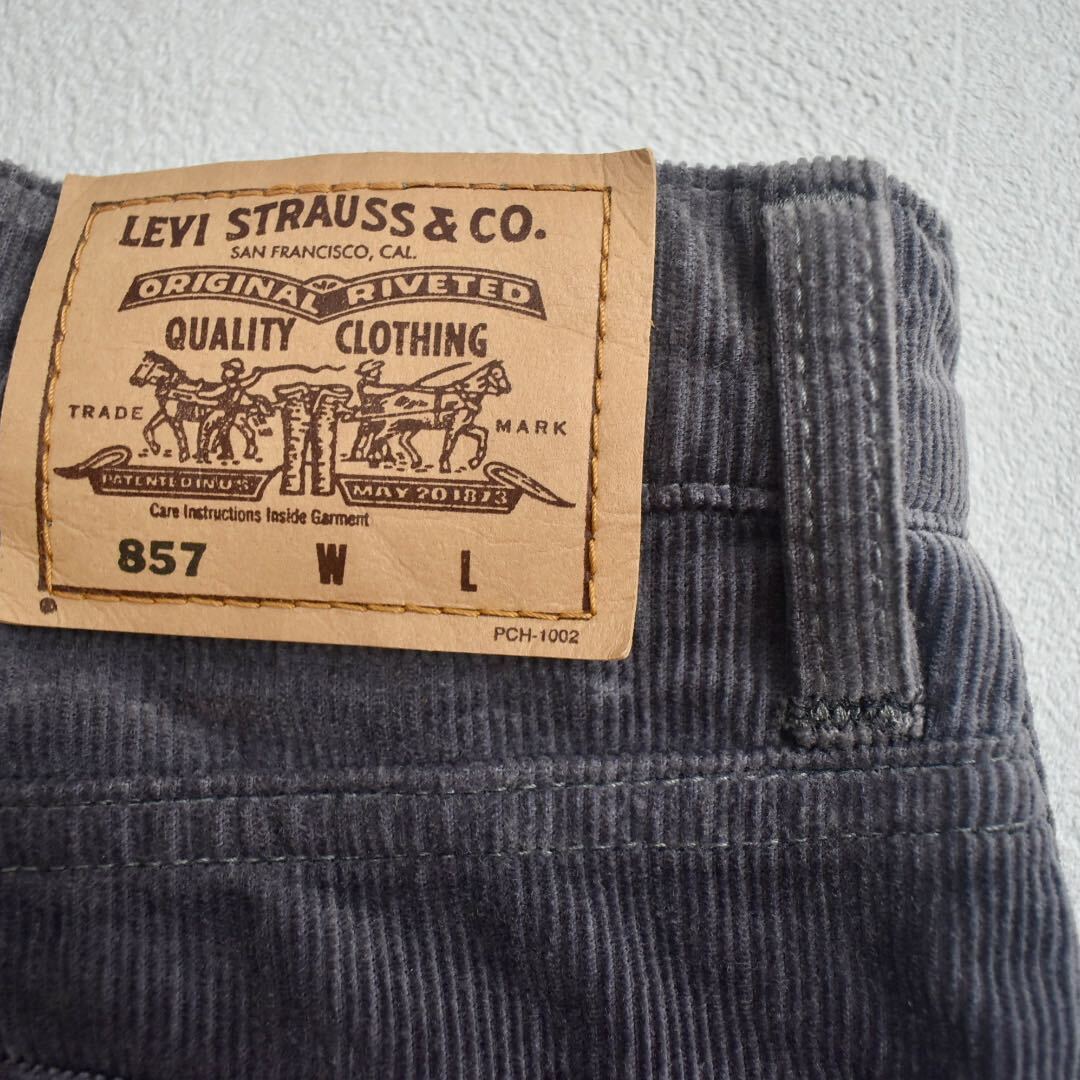 LEVI STRAUSS & CO.
SAN FRANCISCO, CAL.
ORIGINAL RIVETED
QUALITY CLOTHING
TRADE MARK
PATENTED IN U.S. MAY 20 1873
Care Instructions Inside Garment
857 W L
PCH-1002